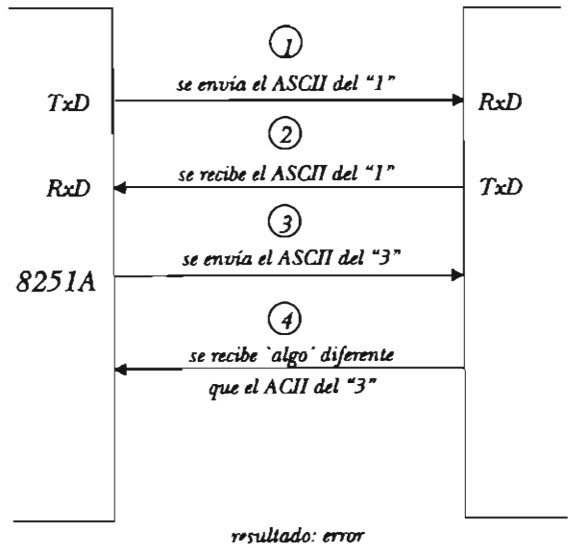 1
se envía el ASCII del "1"
TxD
RxD
2
se recibe el ASCII del "1"
RxD
TxD
3
se envía el ASCII del "3"
8251A
4
se recibe `algo´ diferente
que el ACII del "3"
resultado: error